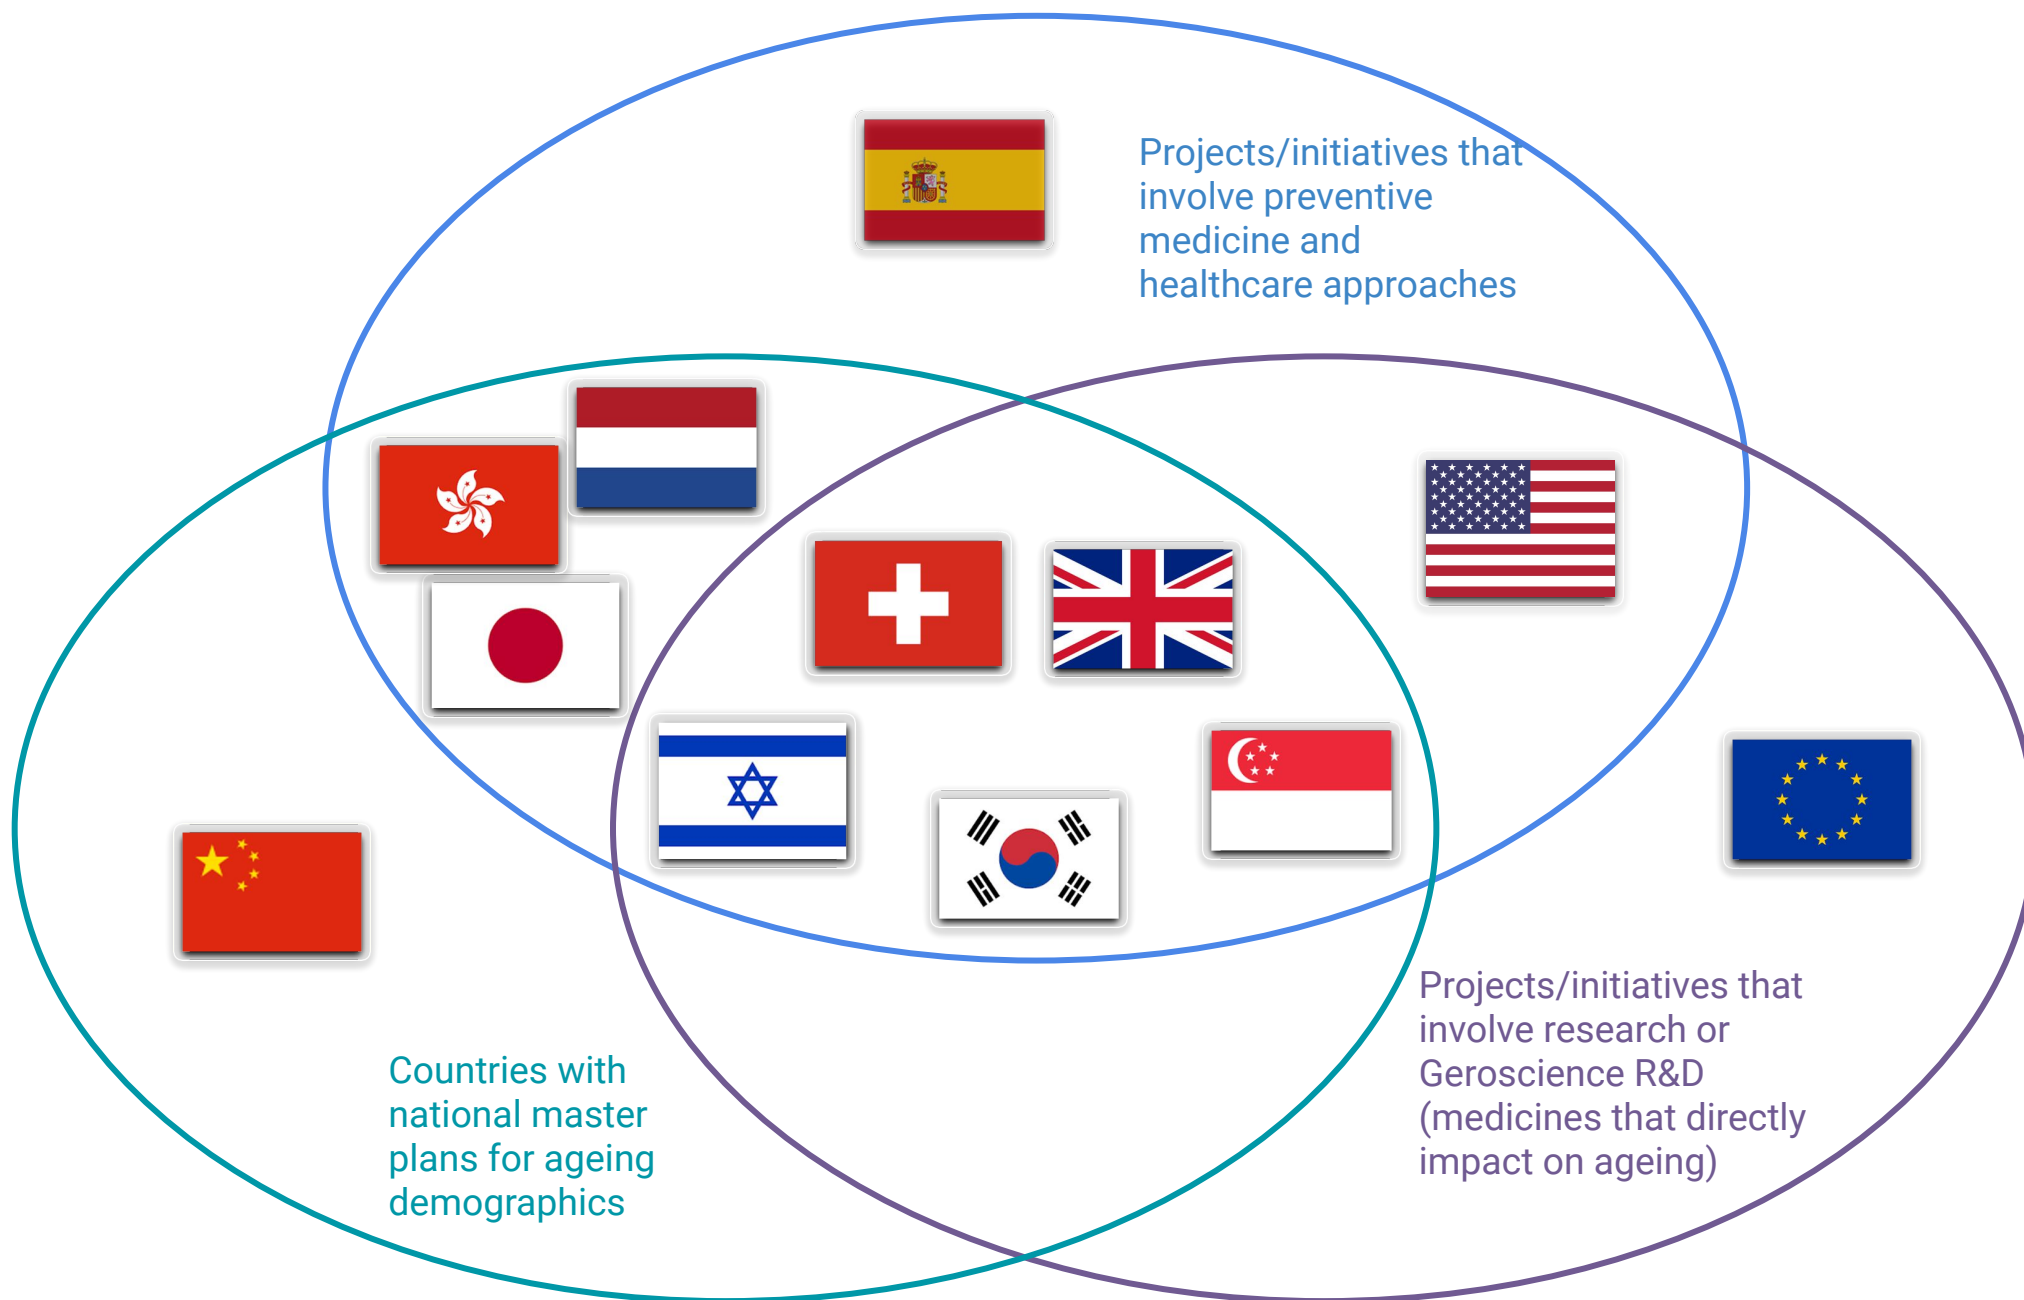 Projects/initiatives that
involve preventive
medicine and
healthcare approaches
Countries with
national master
plans for ageing
demographics
Projects/initiatives that
involve research or
Geroscience R&D
(medicines that directly
impact on ageing)